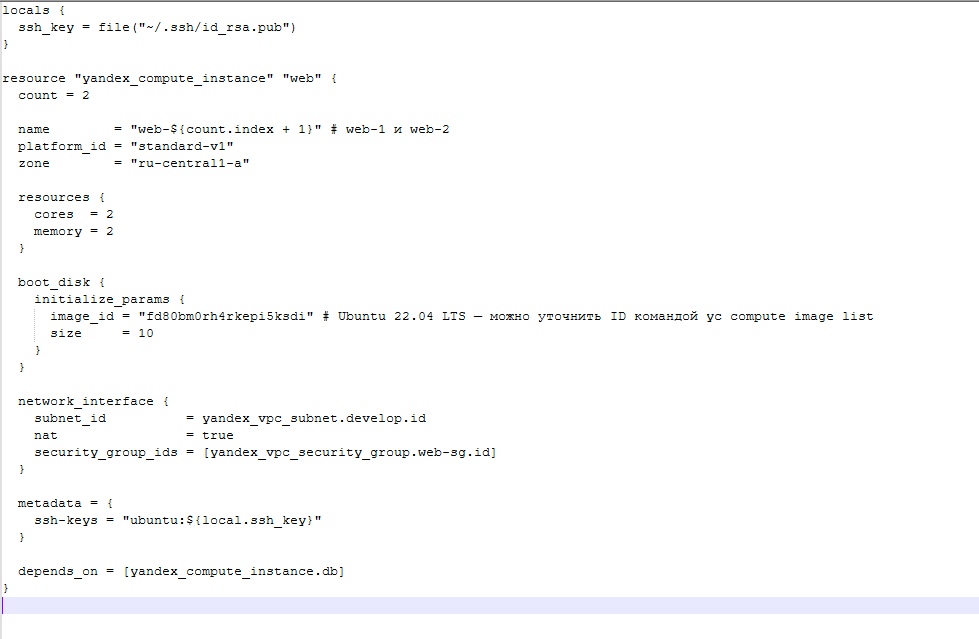 locals {
  ssh_key = file("~/.ssh/id_rsa.pub")
}

resource "yandex_compute_instance" "web" {
  count = 2

  name        = "web-${count.index + 1}" # web-1 и web-2
  platform_id = "standard-v1"
  zone        = "ru-central1-a"

  resources {
    cores  = 2
    memory = 2
  }

  boot_disk {
    initialize_params {
      image_id = "fd80bm0rh4rkepi5ksdi" # Ubuntu 22.04 LTS — можно уточнить ID командой yc compute image list
      size     = 10
    }
  }

  network_interface {
    subnet_id          = yandex_vpc_subnet.develop.id
    nat                = true
    security_group_ids = [yandex_vpc_security_group.web-sg.id]
  }

  metadata = {
    ssh-keys = "ubuntu:${local.ssh_key}"
  }

  depends_on = [yandex_compute_instance.db]
}